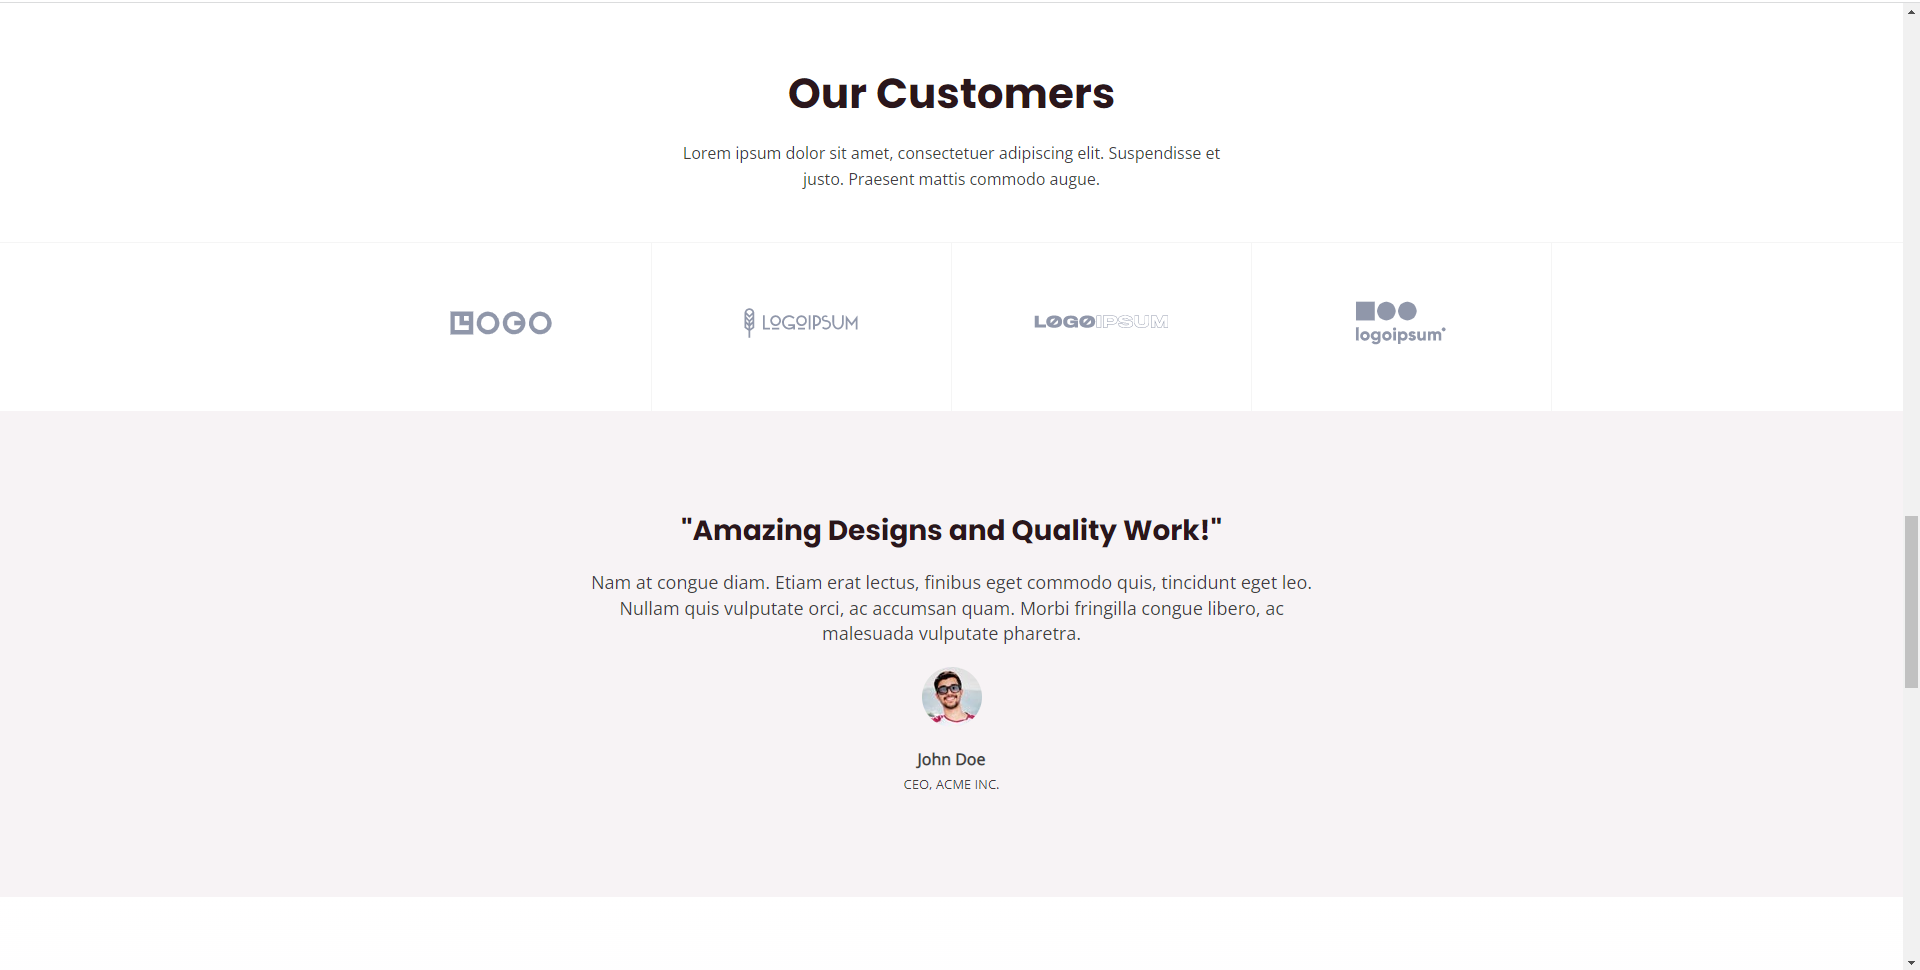 Our Customers
Lorem ipsum dolor sit amet, consectetuer adipiscing elit. Suspendisse et
justo. Praesent mattis commodo augue.
LOGO
LOGOIPSUM
LOGOIPSUM
logoipsum
"Amazing Designs and Quality Work!"
Nam at congue diam. Etiam erat lectus, finibus eget commodo quis, tincidunt eget leo.
Nullam quis vulputate orci, ac accumsan quam. Morbi fringilla congue libero, ac
malesuada vulputate pharetra.
John Doe
CEO, ACME INC.